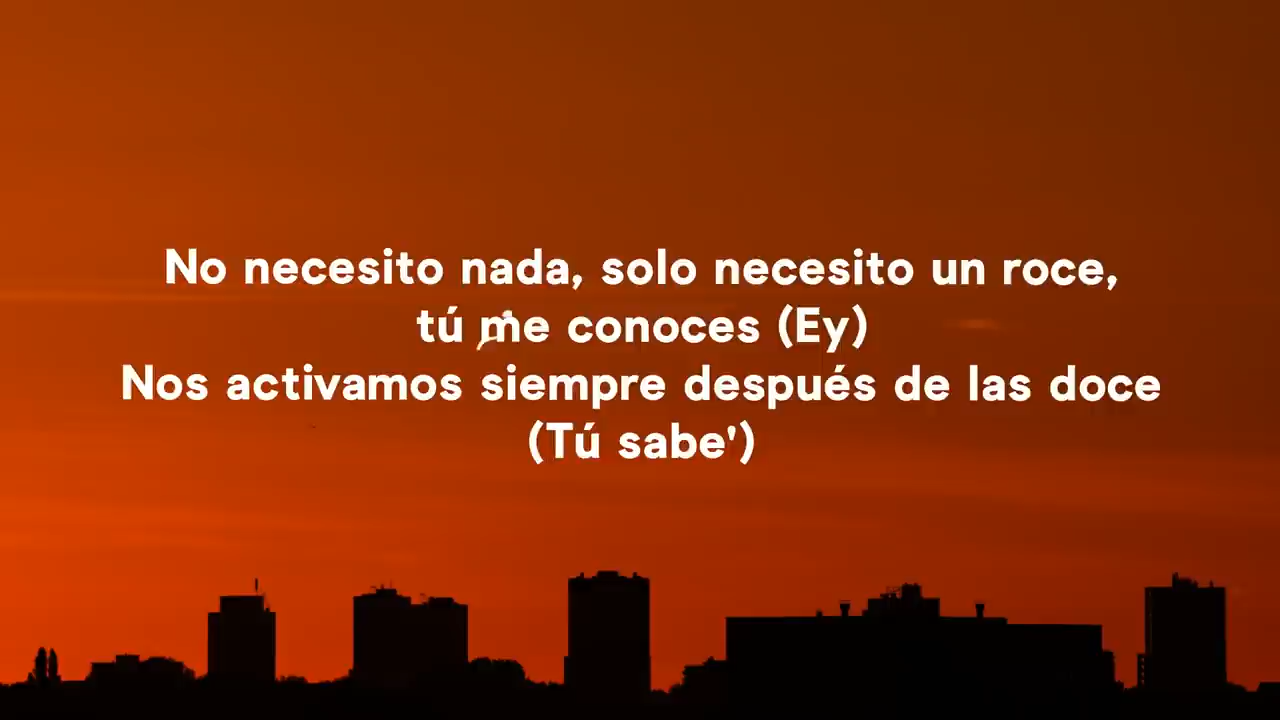 No necesito nada, solo necesito un roce,
tú me conoces (Ey)
Nos activamos siempre después de las doce
(Tú sabe')